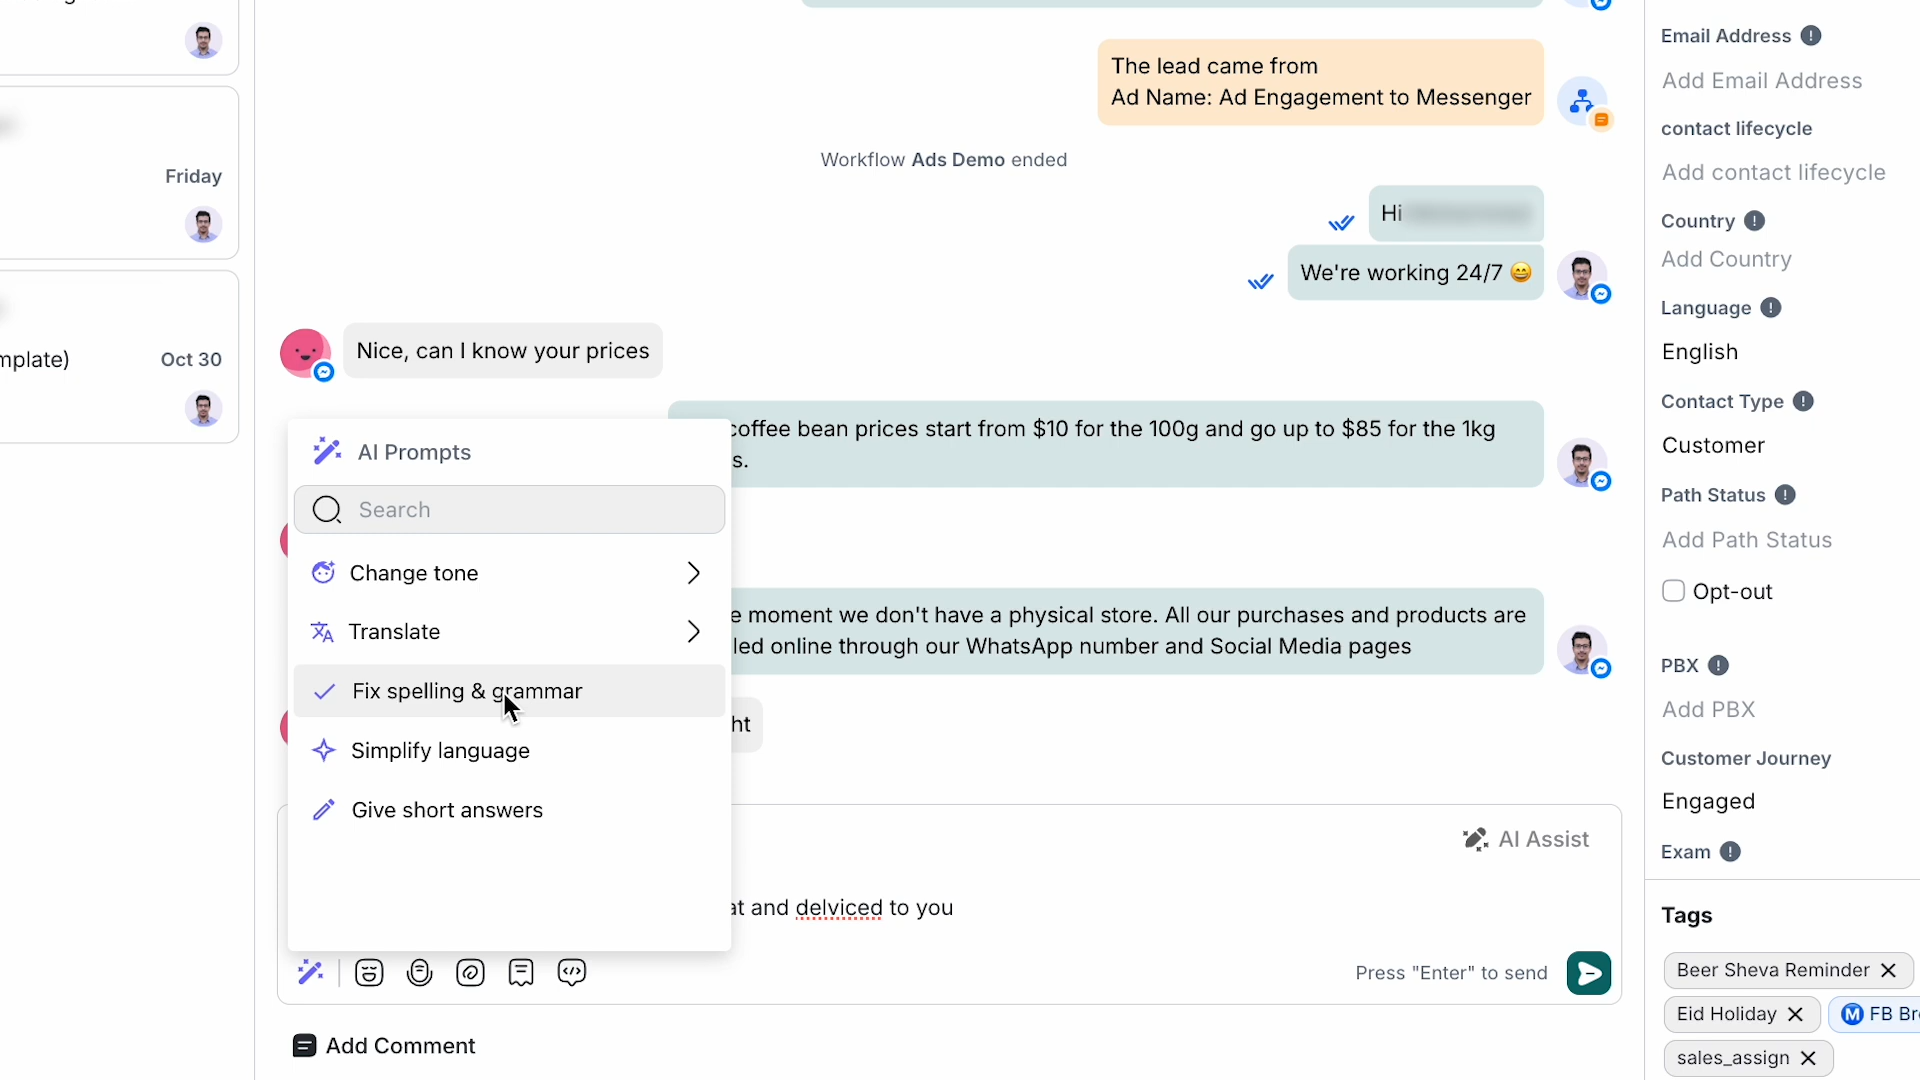 Friday
mplate)
Oct 30
The lead came from
Ad Name: Ad Engagement to Messenger
Workflow Ads Demo ended
Hi
We're working 24/7 😄
Nice, can I know your prices
coffee bean prices start from $10 for the 100g and go up to $85 for the 1kg
s.
e moment we don't have a physical store. All our purchases and products are
led online through our WhatsApp number and Social Media pages
ht
AI Prompts
Search
Change tone
Translate
Fix spelling & grammar
Simplify language
Give short answers
AI Assist
at and delviced to you
Press "Enter" to send
Add Comment
Email Address
Add Email Address
contact lifecycle
Add contact lifecycle
Country
Add Country
Language
English
Contact Type
Customer
Path Status
Add Path Status
Opt-out
PBX
Add PBX
Customer Journey
Engaged
Exam
Tags
Beer Sheva Reminder
Eid Holiday
FB Br
sales_assign